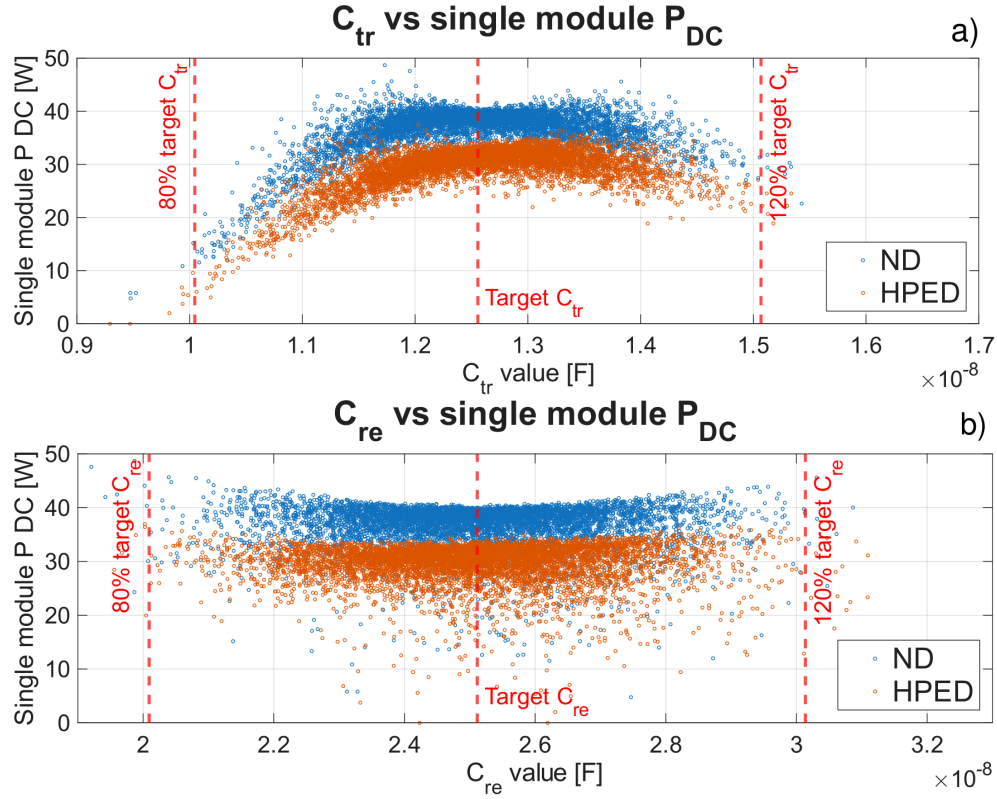 C_tr vs single module P_DC
a)
Single module P DC [W]
50
40
30
20
10
0
80% target C_tr
Target C_tr
120% target C_tr
ND
HPED
0.9 1 1.1 1.2 1.3 1.4 1.5 1.6 1.7
C_tr value [F]
×10^-8
C_re vs single module P_DC
b)
Single module P DC [W]
50
40
30
20
10
0
80% target C_re
Target C_re
120% target C_re
ND
HPED
2 2.2 2.4 2.6 2.8 3 3.2
C_re value [F]
×10^-8